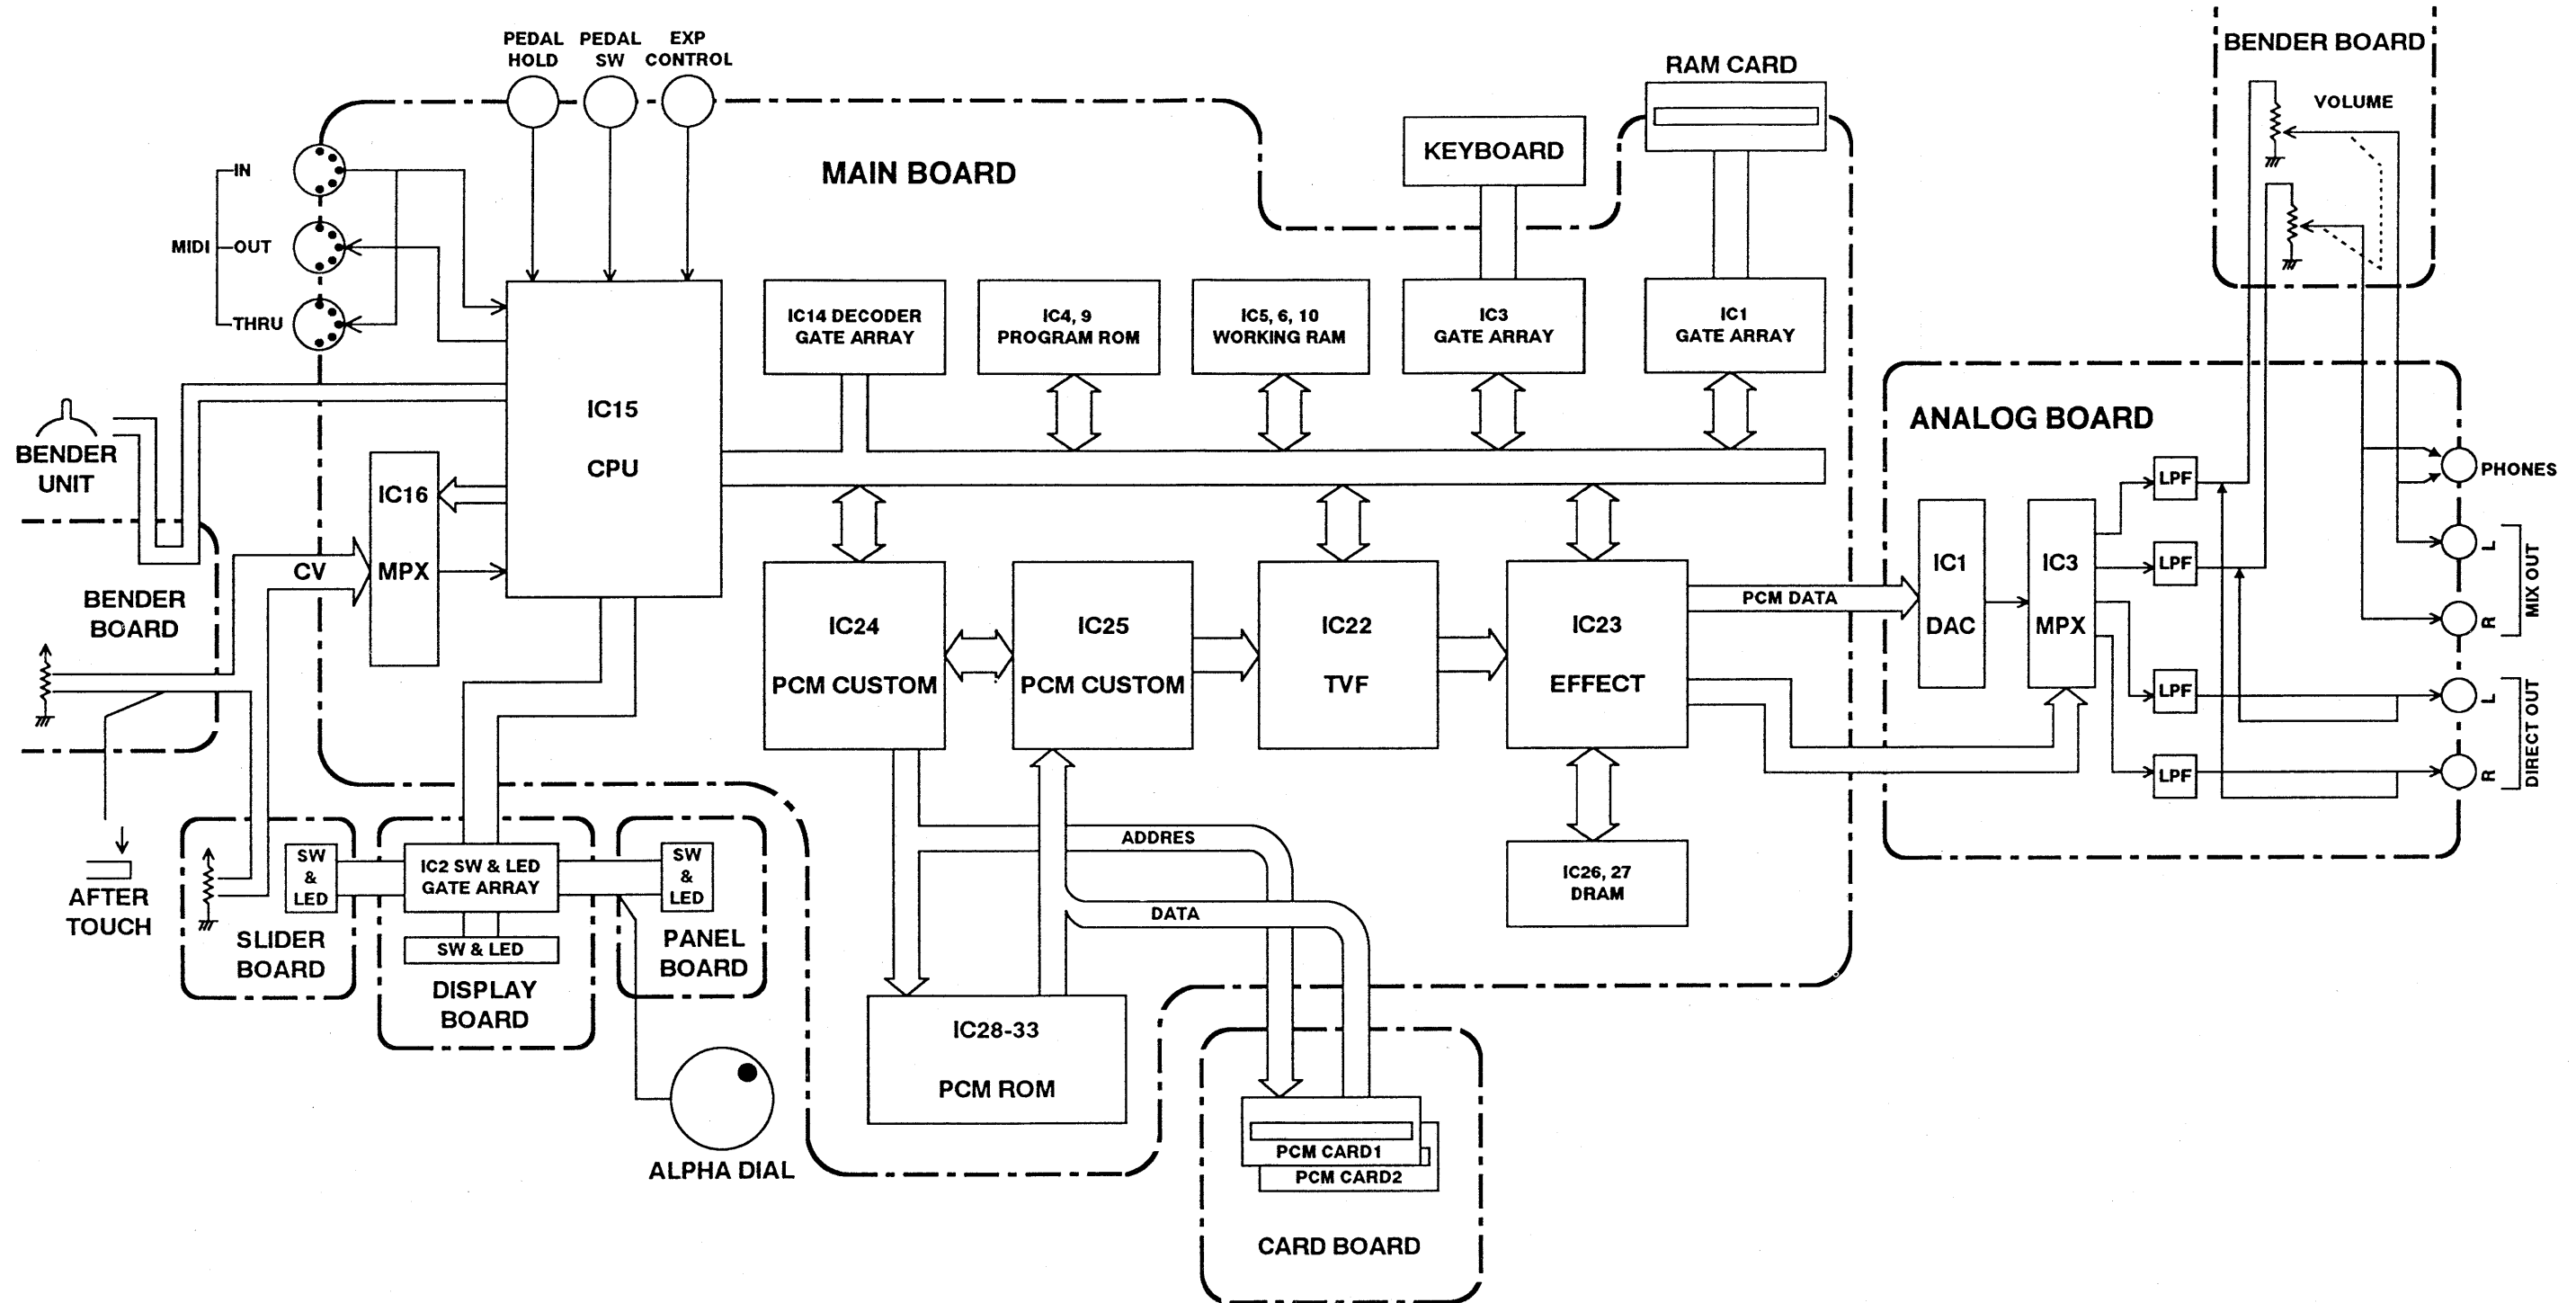 PEDAL
HOLD
PEDAL
SW
EXP
CONTROL
RAM CARD
BENDER BOARD
VOLUME
KEYBOARD
MAIN BOARD
MIDI
IN
OUT
THRU
IC14 DECODER
GATE ARRAY
IC4, 9
PROGRAM ROM
IC5, 6, 10
WORKING RAM
IC3
GATE ARRAY
IC1
GATE ARRAY
IC15
CPU
BENDER
UNIT
IC16
MPX
CV
BENDER
BOARD
ANALOG BOARD
LPF
LPF
LPF
LPF
PHONES
L
R
MIX OUT
L
R
DIRECT OUT
IC1
DAC
IC3
MPX
PCM DATA
IC24
PCM CUSTOM
IC25
PCM CUSTOM
IC22
TVF
IC23
EFFECT
ADDRES
DATA
IC26, 27
DRAM
AFTER
TOUCH
SW
&
LED
SLIDER
BOARD
IC2 SW & LED
GATE ARRAY
SW & LED
DISPLAY
BOARD
SW
&
LED
PANEL
BOARD
ALPHA DIAL
IC28-33
PCM ROM
PCM CARD1
PCM CARD2
CARD BOARD